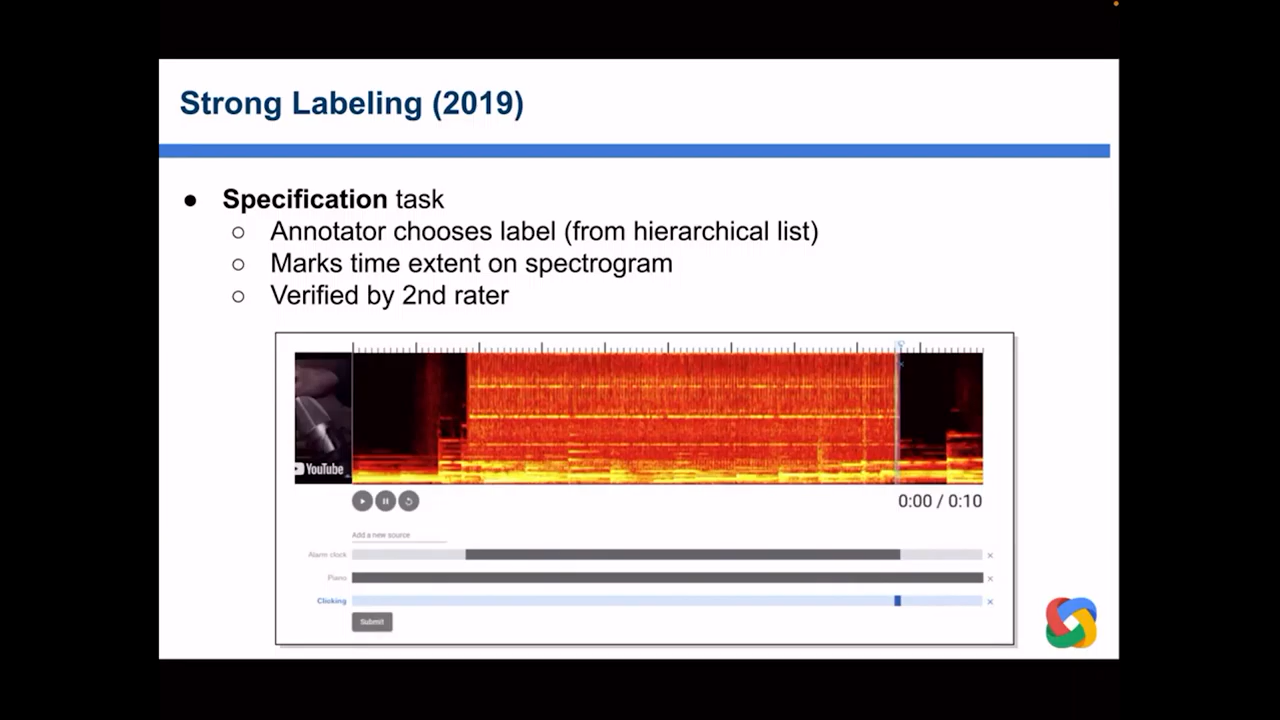 Strong Labeling (2019)
● Specification task
○ Annotator chooses label (from hierarchical list)
○ Marks time extent on spectrogram
○ Verified by 2nd rater
YouTube
0:00 / 0:10
Add a new source
Alarm clock
Piano
Clicking
Submit